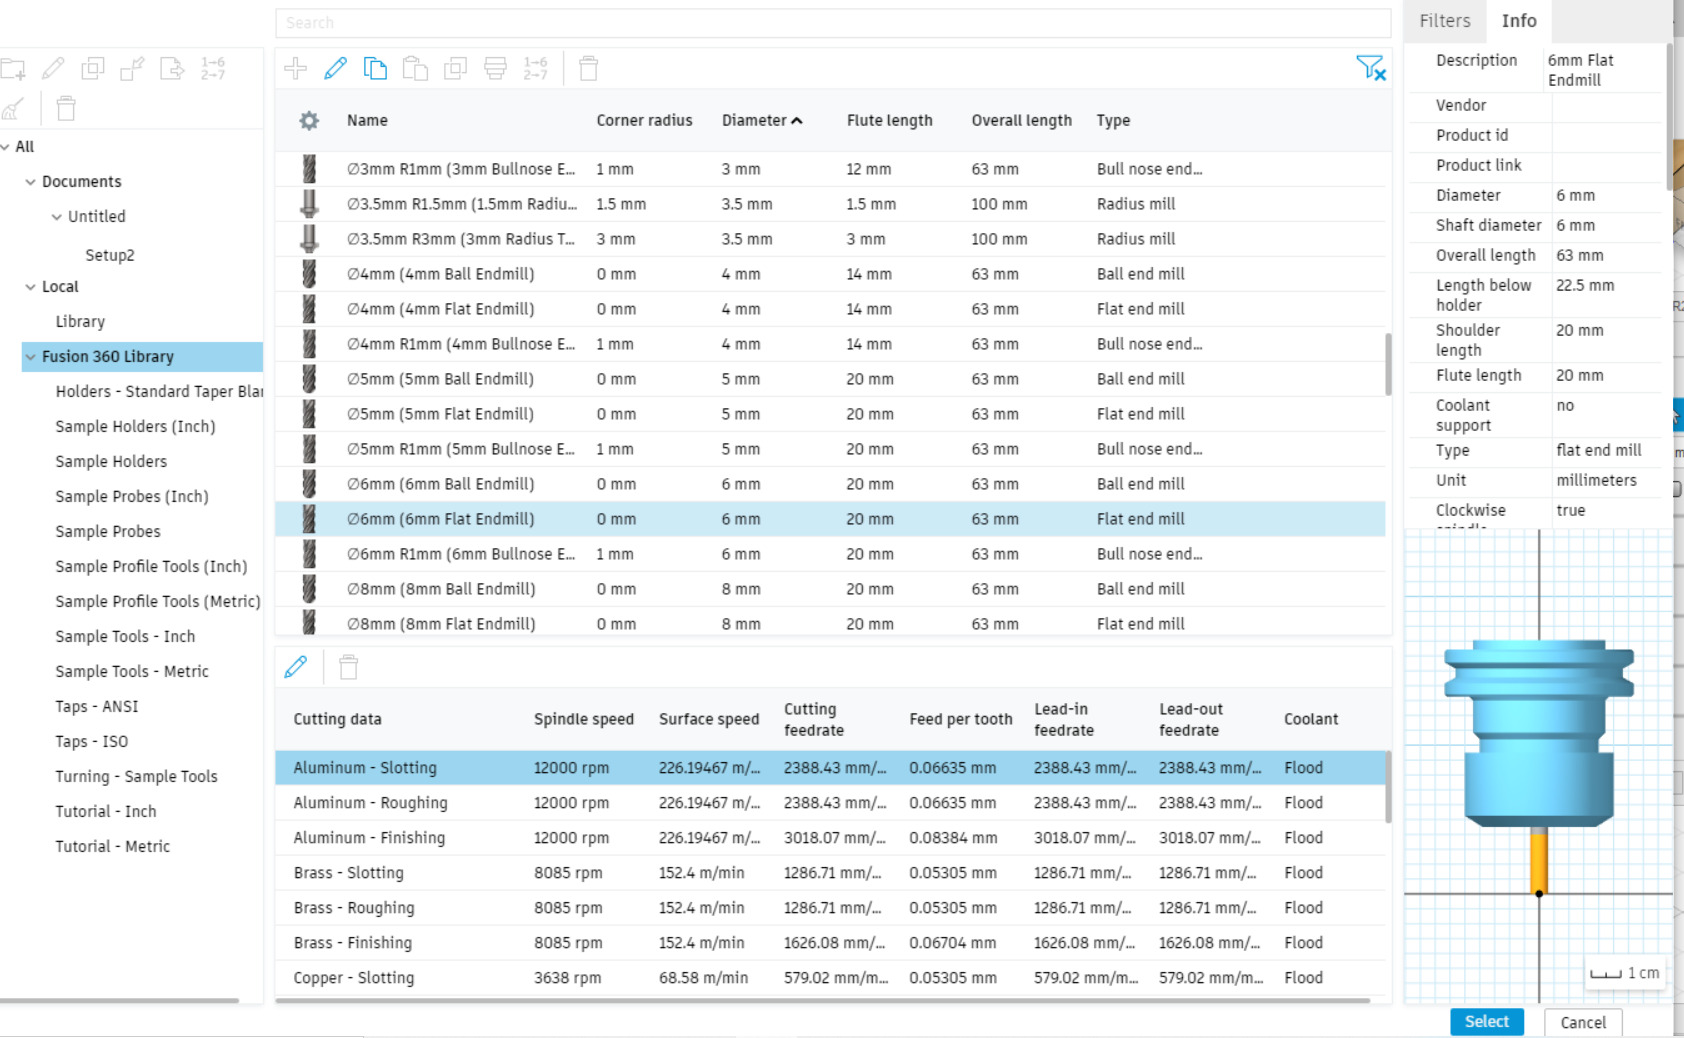 Search
Filters
Info
1→6
2→7
1→6
2→7
All
Documents
Untitled
Setup2
Local
Library
Fusion 360 Library
Holders - Standard Taper Blan
Sample Holders (Inch)
Sample Holders
Sample Probes (Inch)
Sample Probes
Sample Profile Tools (Inch)
Sample Profile Tools (Metric)
Sample Tools - Inch
Sample Tools - Metric
Taps - ANSI
Taps - ISO
Turning - Sample Tools
Tutorial - Inch
Tutorial - Metric
Name Corner radius Diameter Flute length Overall length Type
∅3mm R1mm (3mm Bullnose E... 1 mm 3 mm 12 mm 63 mm Bull nose end...
∅3.5mm R1.5mm (1.5mm Radiu... 1.5 mm 3.5 mm 1.5 mm 100 mm Radius mill
∅3.5mm R3mm (3mm Radius T... 3 mm 3.5 mm 3 mm 100 mm Radius mill
∅4mm (4mm Ball Endmill) 0 mm 4 mm 14 mm 63 mm Ball end mill
∅4mm (4mm Flat Endmill) 0 mm 4 mm 14 mm 63 mm Flat end mill
∅4mm R1mm (4mm Bullnose E... 1 mm 4 mm 14 mm 63 mm Bull nose end...
∅5mm (5mm Ball Endmill) 0 mm 5 mm 20 mm 63 mm Ball end mill
∅5mm (5mm Flat Endmill) 0 mm 5 mm 20 mm 63 mm Flat end mill
∅5mm R1mm (5mm Bullnose E... 1 mm 5 mm 20 mm 63 mm Bull nose end...
∅6mm (6mm Ball Endmill) 0 mm 6 mm 20 mm 63 mm Ball end mill
∅6mm (6mm Flat Endmill) 0 mm 6 mm 20 mm 63 mm Flat end mill
∅6mm R1mm (6mm Bullnose E... 1 mm 6 mm 20 mm 63 mm Bull nose end...
∅8mm (8mm Ball Endmill) 0 mm 8 mm 20 mm 63 mm Ball end mill
∅8mm (8mm Flat Endmill) 0 mm 8 mm 20 mm 63 mm Flat end mill
Cutting data Spindle speed Surface speed Cutting feedrate Feed per tooth Lead-in feedrate Lead-out feedrate Coolant
Aluminum - Slotting 12000 rpm 226.19467 m/... 2388.43 mm/... 0.06635 mm 2388.43 mm/... 2388.43 mm/... Flood
Aluminum - Roughing 12000 rpm 226.19467 m/... 2388.43 mm/... 0.06635 mm 2388.43 mm/... 2388.43 mm/... Flood
Aluminum - Finishing 12000 rpm 226.19467 m/... 3018.07 mm/... 0.08384 mm 3018.07 mm/... 3018.07 mm/... Flood
Brass - Slotting 8085 rpm 152.4 m/min 1286.71 mm/... 0.05305 mm 1286.71 mm/... 1286.71 mm/... Flood
Brass - Roughing 8085 rpm 152.4 m/min 1286.71 mm/... 0.05305 mm 1286.71 mm/... 1286.71 mm/... Flood
Brass - Finishing 8085 rpm 152.4 m/min 1626.08 mm/... 0.06704 mm 1626.08 mm/... 1626.08 mm/... Flood
Copper - Slotting 3638 rpm 68.58 m/min 579.02 mm/m... 0.05305 mm 579.02 mm/m... 579.02 mm/m... Flood
Description 6mm Flat
Endmill
Vendor
Product id
Product link
Diameter 6 mm
Shaft diameter 6 mm
Overall length 63 mm
Length below 22.5 mm
holder
Shoulder 20 mm
length
Flute length 20 mm
Coolant no
support
Type flat end mill
Unit millimeters
Clockwise true
1 cm
Select
Cancel